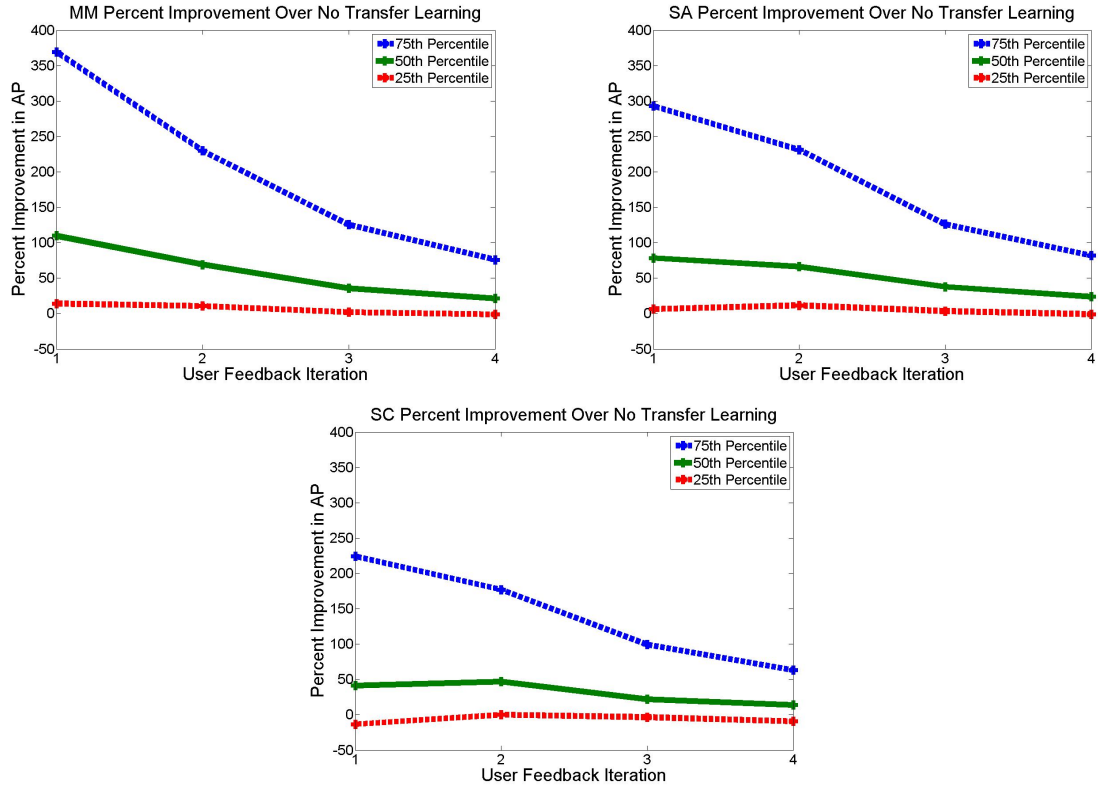 MM Percent Improvement Over No Transfer Learning
400
350
300
250
200
150
100
50
0
-50
Percent Improvement in AP
75th Percentile
50th Percentile
25th Percentile
1 2 3 4
User Feedback Iteration
SA Percent Improvement Over No Transfer Learning
400
350
300
250
200
150
100
50
0
-50
Percent Improvement in AP
75th Percentile
50th Percentile
25th Percentile
1 2 3 4
User Feedback Iteration
SC Percent Improvement Over No Transfer Learning
400
350
300
250
200
150
100
50
0
-50
Percent Improvement in AP
75th Percentile
50th Percentile
25th Percentile
1 2 3 4
User Feedback Iteration